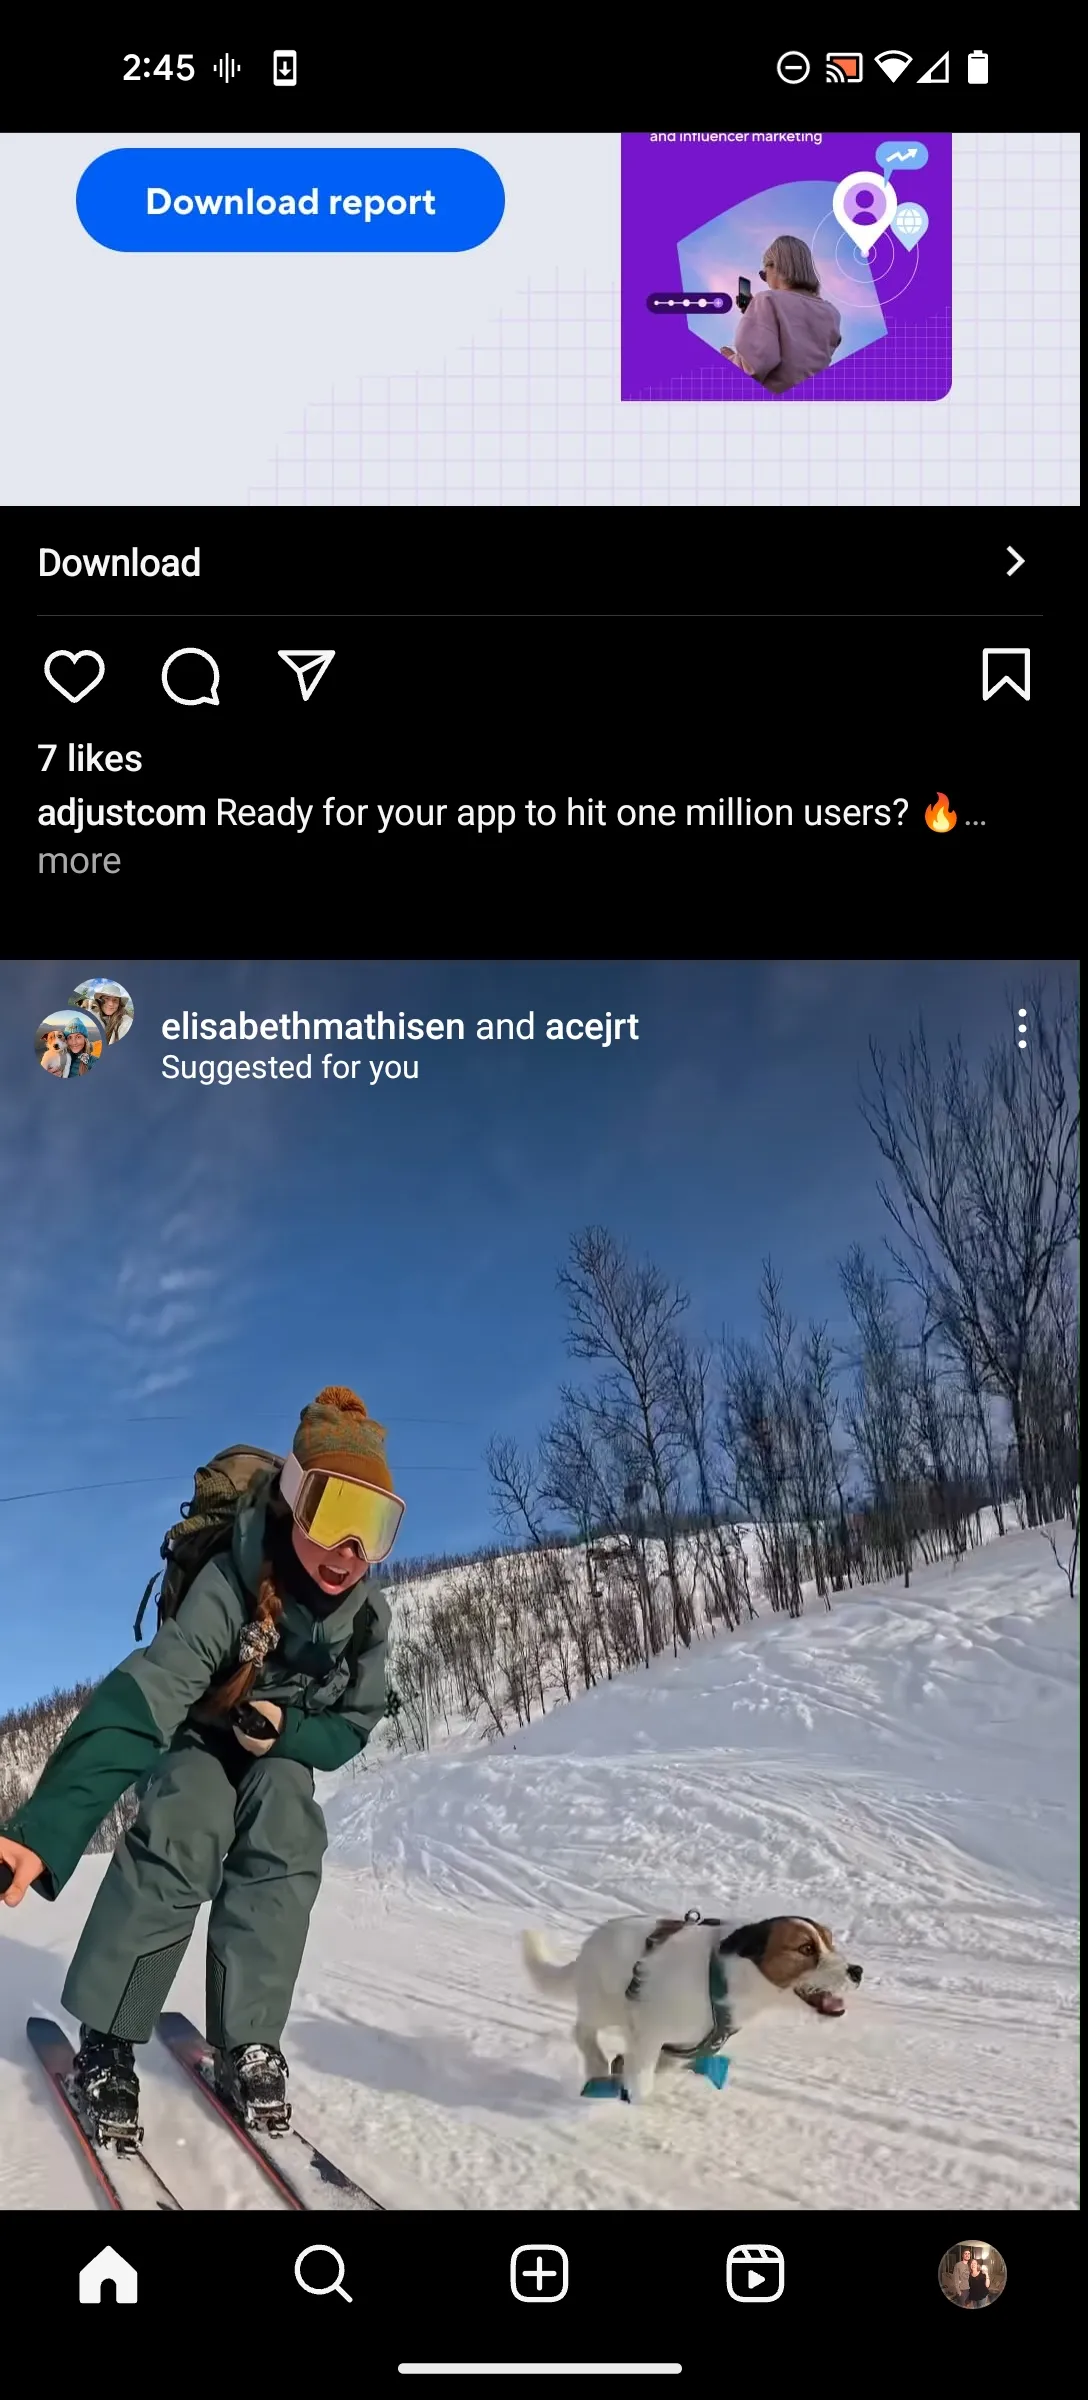 2:45
and influencer marketing
Download report
Download
7 likes
adjustcom Ready for your app to hit one million users? 🔥...
more
elisabethmathisen and acejrt
Suggested for you